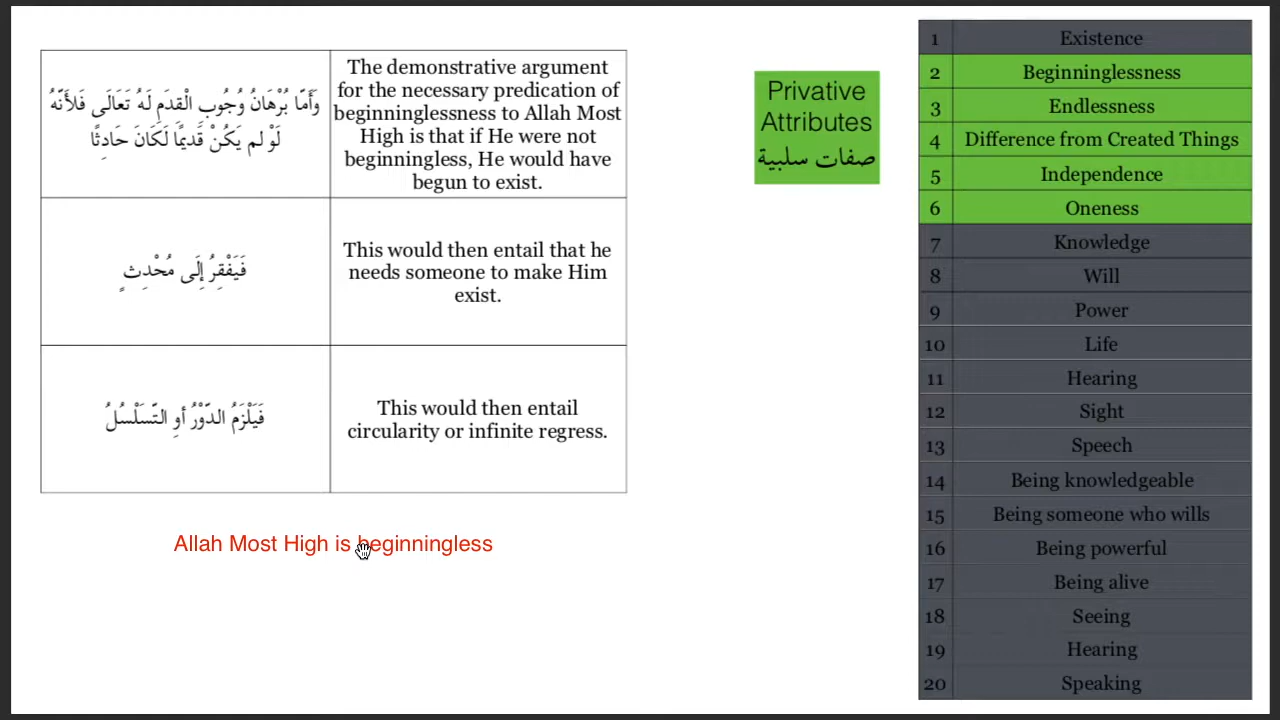 وَأَمَّا بُرْهَانُ وُجُوبِ الْقِدَمِ لَهُ تَعَالَى فَلأَنَّهُ
لَوْ لم يَكُنْ قَديمًا لَكَانَ حَادِثًا
The demonstrative argument
for the necessary predication of
beginninglessness to Allah Most
High is that if He were not
beginningless, He would have
begun to exist.
فَيَفْقِرُ إلَى مُحْدِثٍ
This would then entail that he
needs someone to make Him
exist.
فَيَلْزَمُ الدَّوْرُ أوِ التَّسَلْسُلُ
This would then entail
circularity or infinite regress.
Allah Most High is beginningless
Privative
Attributes
صفات سلبية
1 Existence
2 Beginninglessness
3 Endlessness
4 Difference from Created Things
5 Independence
6 Oneness
7 Knowledge
8 Will
9 Power
10 Life
11 Hearing
12 Sight
13 Speech
14 Being knowledgeable
15 Being someone who wills
16 Being powerful
17 Being alive
18 Seeing
19 Hearing
20 Speaking